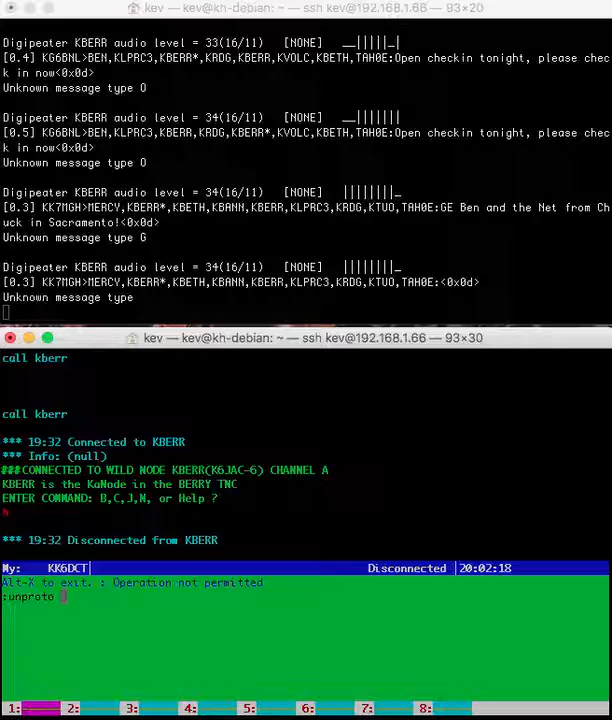 kev — kev@kh-debian: ~ — ssh kev@192.168.1.66 — 93×20
Digipeater KBERR audio level = 33(16/11)   [NONE]   __|||||_|
[0.4] KG6BNL>BEN,KLPRC3,KBERR*,KRDG,KBERR,KVOLC,KBETH,TAH0E:Open checkin tonight, please chec
k in now<0x0d>
Unknown message type O
Digipeater KBERR audio level = 34(16/11)   [NONE]   __|||||||
[0.5] KG6BNL>BEN,KLPRC3,KBERR,KRDG,KBERR*,KVOLC,KBETH,TAH0E:Open checkin tonight, please chec
k in now<0x0d>
Unknown message type O
Digipeater KBERR audio level = 34(16/11)   [NONE]   ||||||||_
[0.3] KK7MGH>MERCY,KBERR*,KBETH,KBANN,KBERR,KLPRC3,KRDG,KTUO,TAH0E:GE Ben and the Net from Ch
uck in Sacramento!<0x0d>
Unknown message type G
Digipeater KBERR audio level = 34(16/11)   [NONE]   ||||||||_
[0.3] KK7MGH>MERCY,KBERR*,KBETH,KBANN,KBERR,KLPRC3,KRDG,KTUO,TAH0E:<0x0d>
Unknown message type
kev — kev@kh-debian: ~ — ssh kev@192.168.1.66 — 93×30
call kberr
call kberr
*** 19:32 Connected to KBERR
*** Info: (null)
###CONNECTED TO WILD NODE KBERR(K6JAC-6) CHANNEL A
KBERR is the KaNode in the BERRY TNC
ENTER COMMAND: B,C,J,N, or Help ?
h
*** 19:32 Disconnected from KBERR
My:    KK6DCT| Disconnected |20:02:18
Alt-X to exit. : Operation not permitted
:unproto
1: 2: 3: 4: 5: 6: 7: 8: